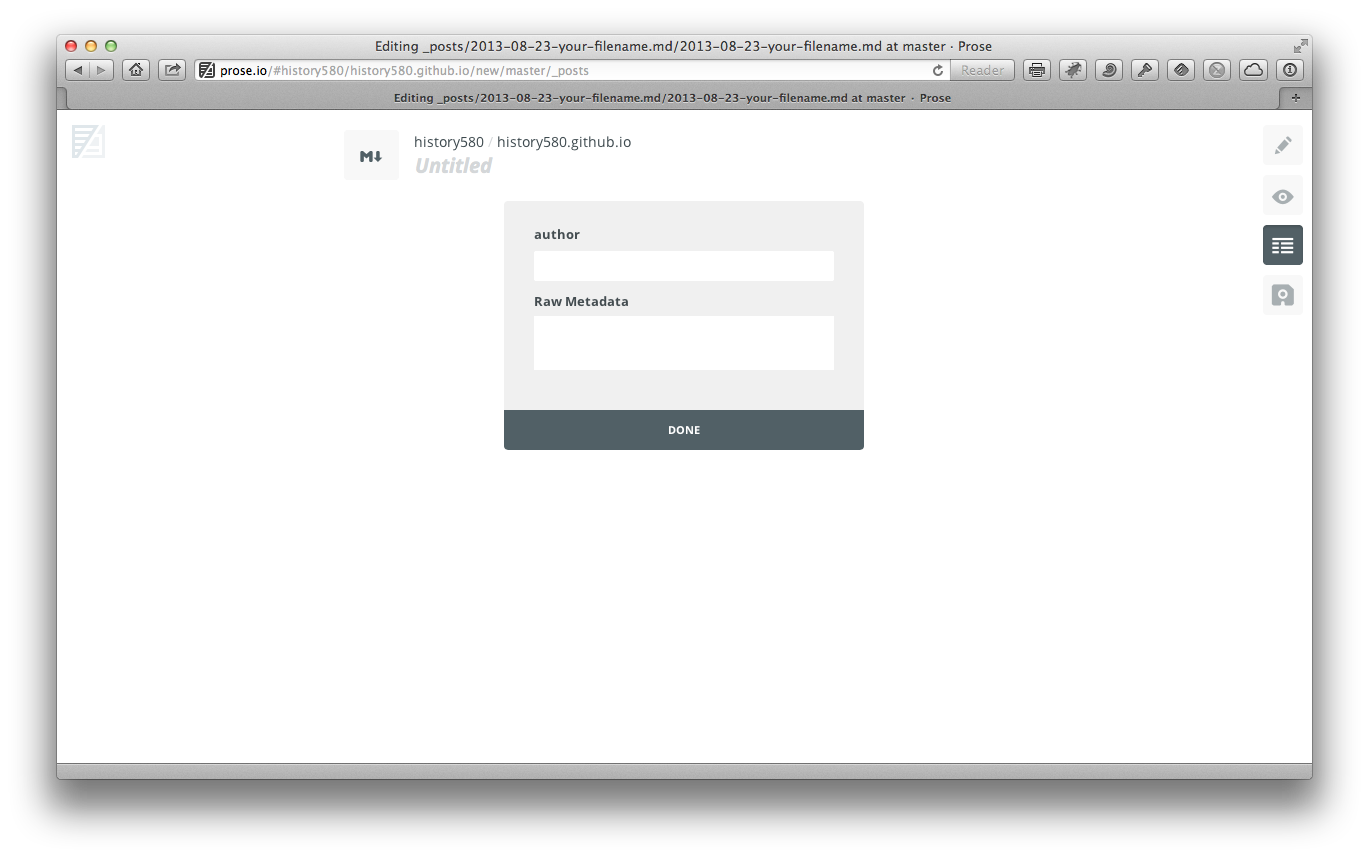 Editing _posts/2013-08-23-your-filename.md/2013-08-23-your-filename.md at master · Prose
prose.io/#history580/history580.github.io/new/master/_posts
Reader
Editing _posts/2013-08-23-your-filename.md/2013-08-23-your-filename.md at master · Prose
history580 / history580.github.io
M
Untitled
author
Raw Metadata
DONE